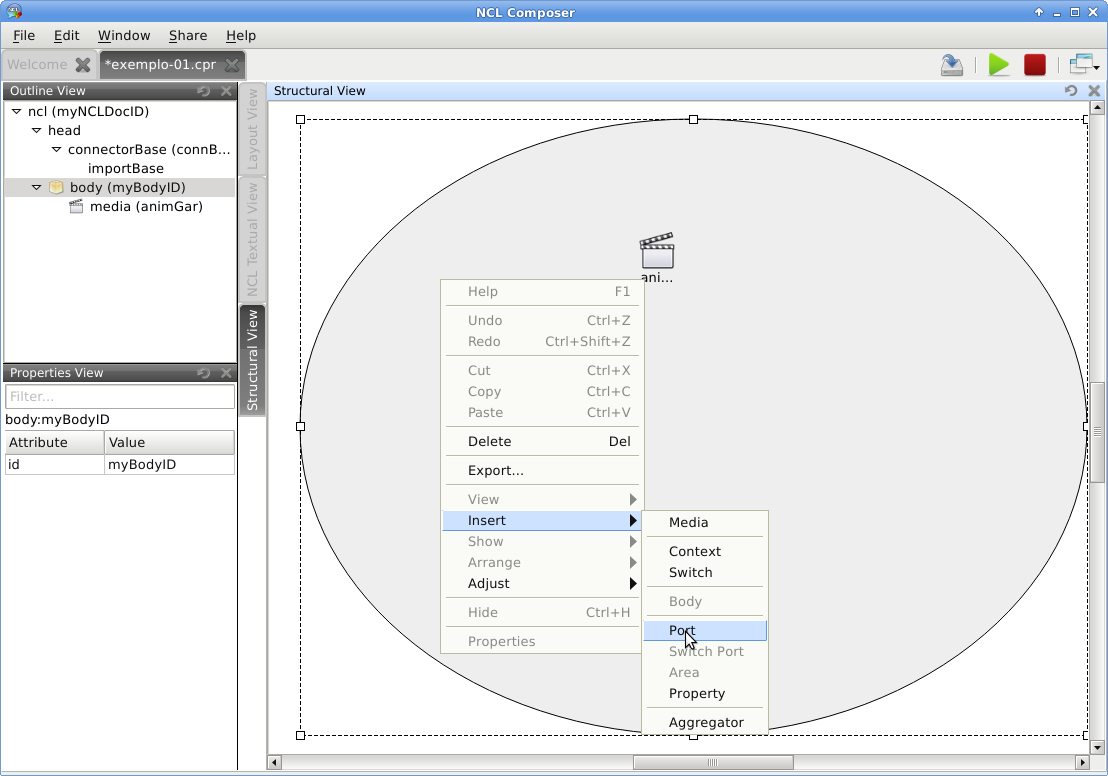 NCL Composer
File Edit Window Share Help
Welcome *exemplo-01.cpr
Outline View
ncl (myNCLDocID)
head
connectorBase (connB...
importBase
body (myBodyID)
media (animGar)
Properties View
Filter...
body:myBodyID
Attribute Value
id myBodyID
Layout View
NCL Textual View
Structural View
Structural View
ani...
Help F1
Undo Ctrl+Z
Redo Ctrl+Shift+Z
Cut Ctrl+X
Copy Ctrl+C
Paste Ctrl+V
Delete Del
Export...
View
Insert
Show
Arrange
Adjust
Hide Ctrl+H
Properties
Media
Context
Switch
Body
Port
Switch Port
Area
Property
Aggregator